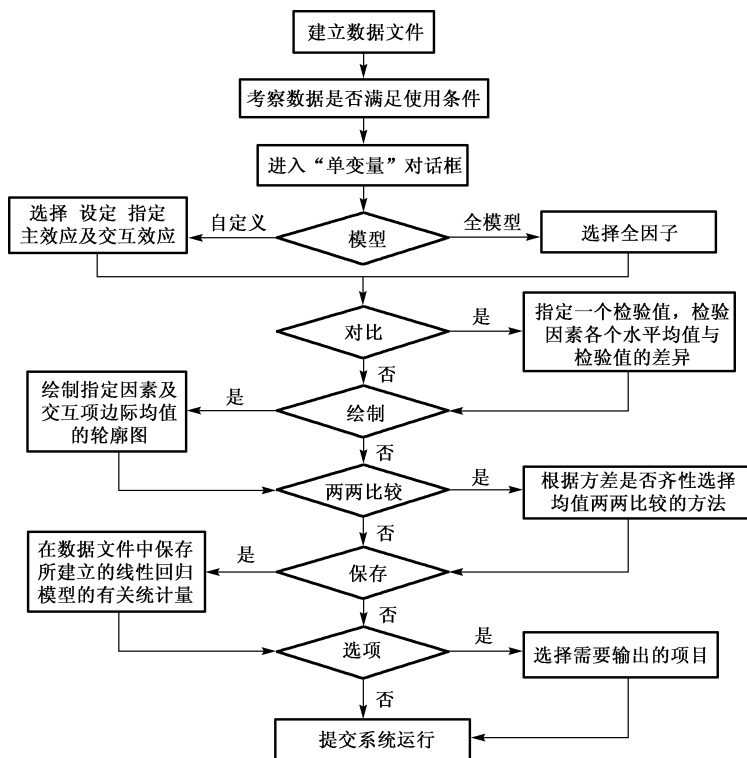 建立数据文件
考察数据是否满足使用条件
进入“单变量”对话框
选择 设定 指定
主效应及交互效应
自定义
模型
全模型
选择全因子
对比
是
指定一个检验值，检验
因素各个水平均值与
检验值的差异
否
绘制指定因素及
交互项边际均值
的轮廓图
是
绘制
否
两两比较
是
根据方差是否齐性选择
均值两两比较的方法
否
在数据文件中保存
所建立的线性回归
模型的有关统计量
是
保存
否
选项
是
选择需要输出的项目
否
提交系统运行